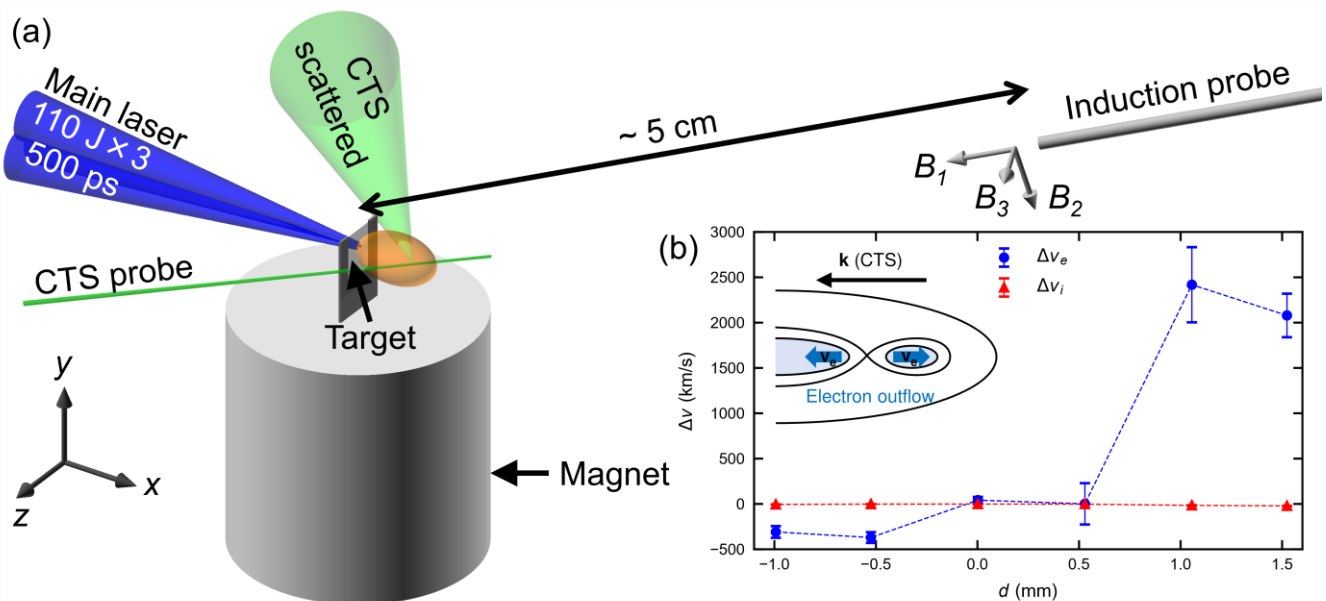 (a)
Main laser
110 J × 3
500 ps
CTS
scattered
~ 5 cm
Induction probe
B1
B3
B2
CTS probe
Target
Magnet
y
x
z
(b)
k (CTS)
Δve
Δvi
ve
ve
Electron outflow
Δv (km/s)
3000
2500
2000
1500
1000
500
0
−500
−1.0
−0.5
0.0
0.5
1.0
1.5
d (mm)